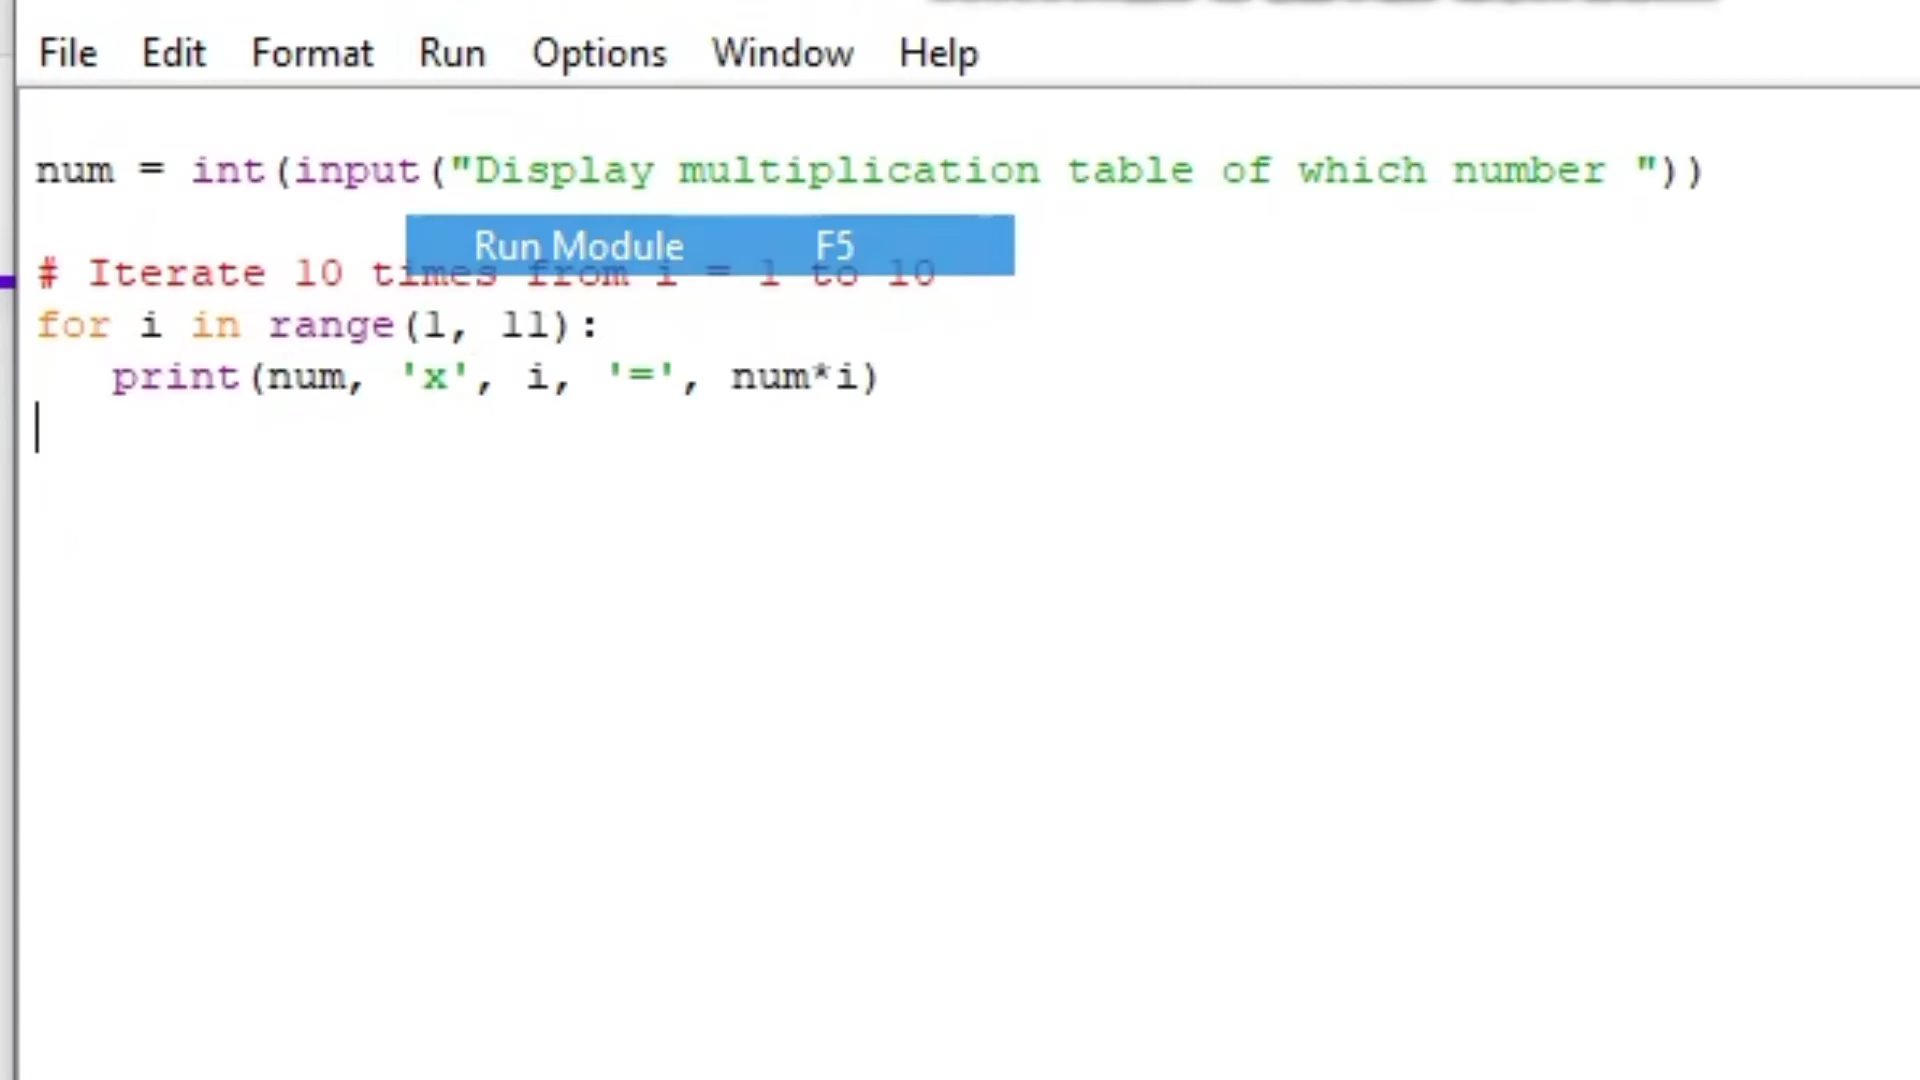 File Edit Format Run Options Window Help
num = int(input("Display multiplication table of which number "))
Run Module F5
# Iterate 10 times from i = 1 to 10
for i in range(1, 11):
   print(num, 'x', i, '=', num*i)